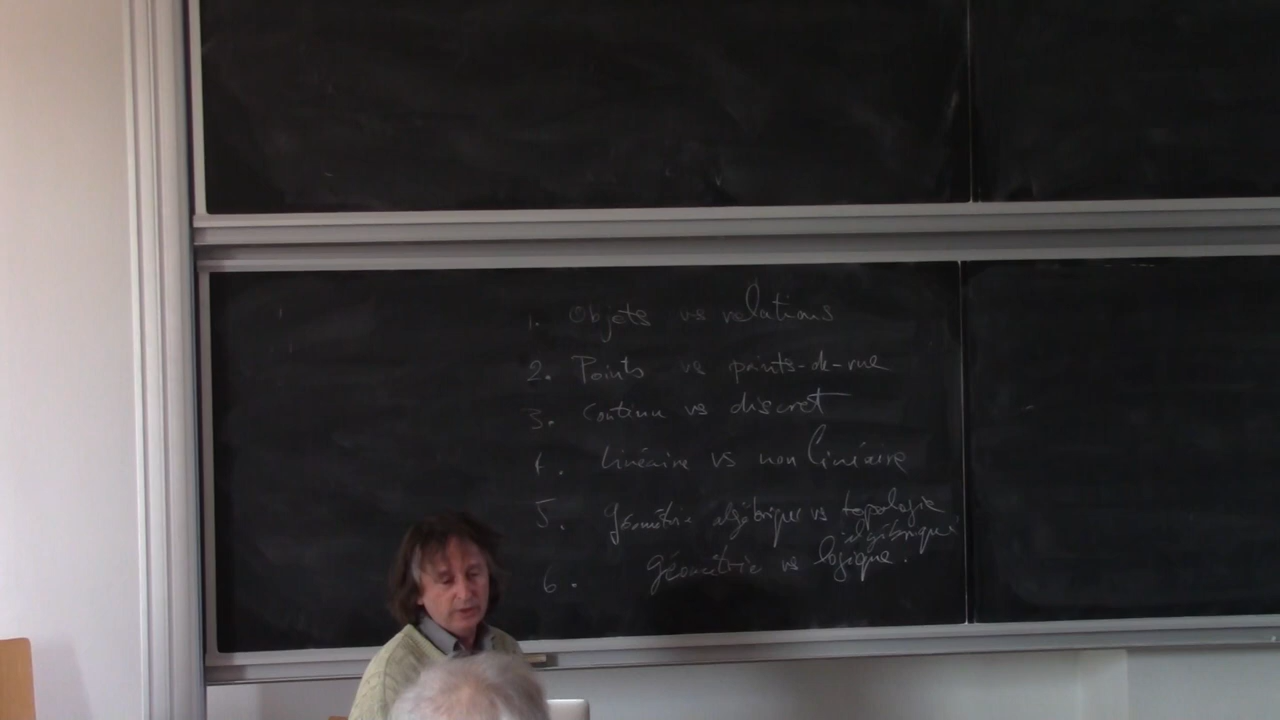 1. Objets vs relations
2. Points vs points-de-vue
3. Continu vs discret
4. Linéaire vs non linéaire
5. géométrie algébrique vs topologie
algébrique
6. géométrie vs logique.